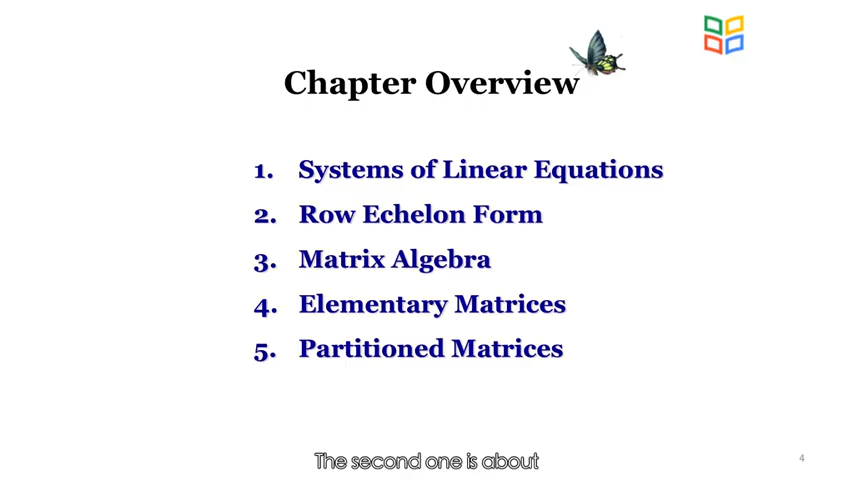 Chapter Overview
1. Systems of Linear Equations
2. Row Echelon Form
3. Matrix Algebra
4. Elementary Matrices
5. Partitioned Matrices
The second one is about
4